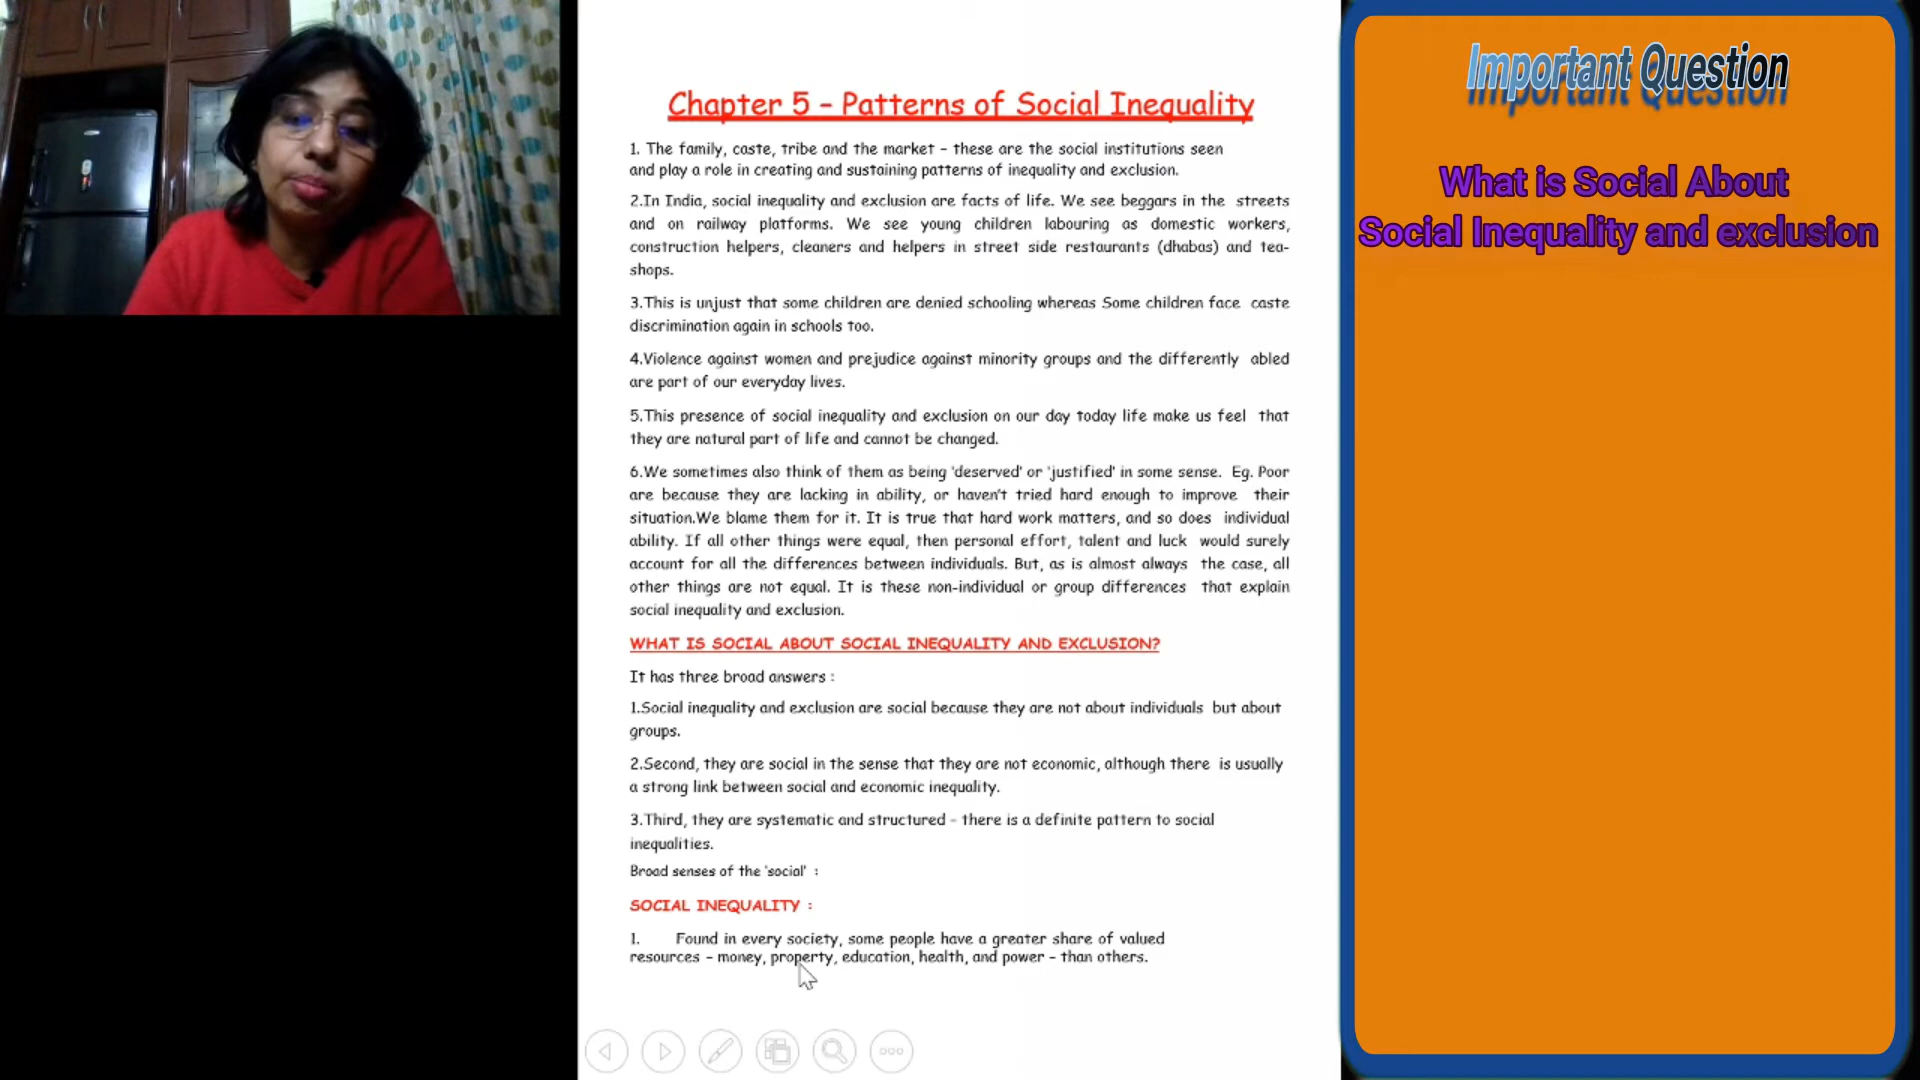 Chapter 5 – Patterns of Social Inequality
1. The family, caste, tribe and the market – these are the social institutions seen
and play a role in creating and sustaining patterns of inequality and exclusion.
2.In India, social inequality and exclusion are facts of life. We see beggars in the streets
and on railway platforms. We see young children labouring as domestic workers,
construction helpers, cleaners and helpers in street side restaurants (dhabas) and tea-
shops.
3.This is unjust that some children are denied schooling whereas Some children face caste
discrimination again in schools too.
4.Violence against women and prejudice against minority groups and the differently abled
are part of our everyday lives.
5.This presence of social inequality and exclusion on our day today life make us feel that
they are natural part of life and cannot be changed.
6.We sometimes also think of them as being 'deserved' or 'justified' in some sense. Eg. Poor
are because they are lacking in ability, or haven't tried hard enough to improve their
situation.We blame them for it. It is true that hard work matters, and so does individual
ability. If all other things were equal, then personal effort, talent and luck would surely
account for all the differences between individuals. But, as is almost always the case, all
other things are not equal. It is these non-individual or group differences that explain
social inequality and exclusion.
WHAT IS SOCIAL ABOUT SOCIAL INEQUALITY AND EXCLUSION?
It has three broad answers :
1.Social inequality and exclusion are social because they are not about individuals but about
groups.
2.Second, they are social in the sense that they are not economic, although there is usually
a strong link between social and economic inequality.
3.Third, they are systematic and structured – there is a definite pattern to social
inequalities.
Broad senses of the 'social' :
SOCIAL INEQUALITY :
1. Found in every society, some people have a greater share of valued
resources – money, property, education, health, and power – than others.
Important Question
What is Social About
Social Inequality and exclusion